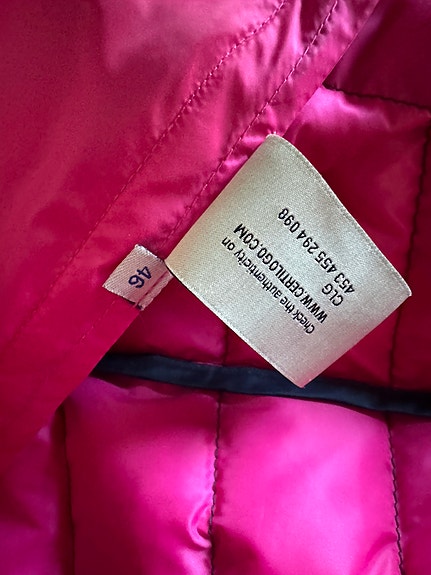 Check the authenticity on
WWW.CERTILOGO.COM
CLG
453 455 294 098
46